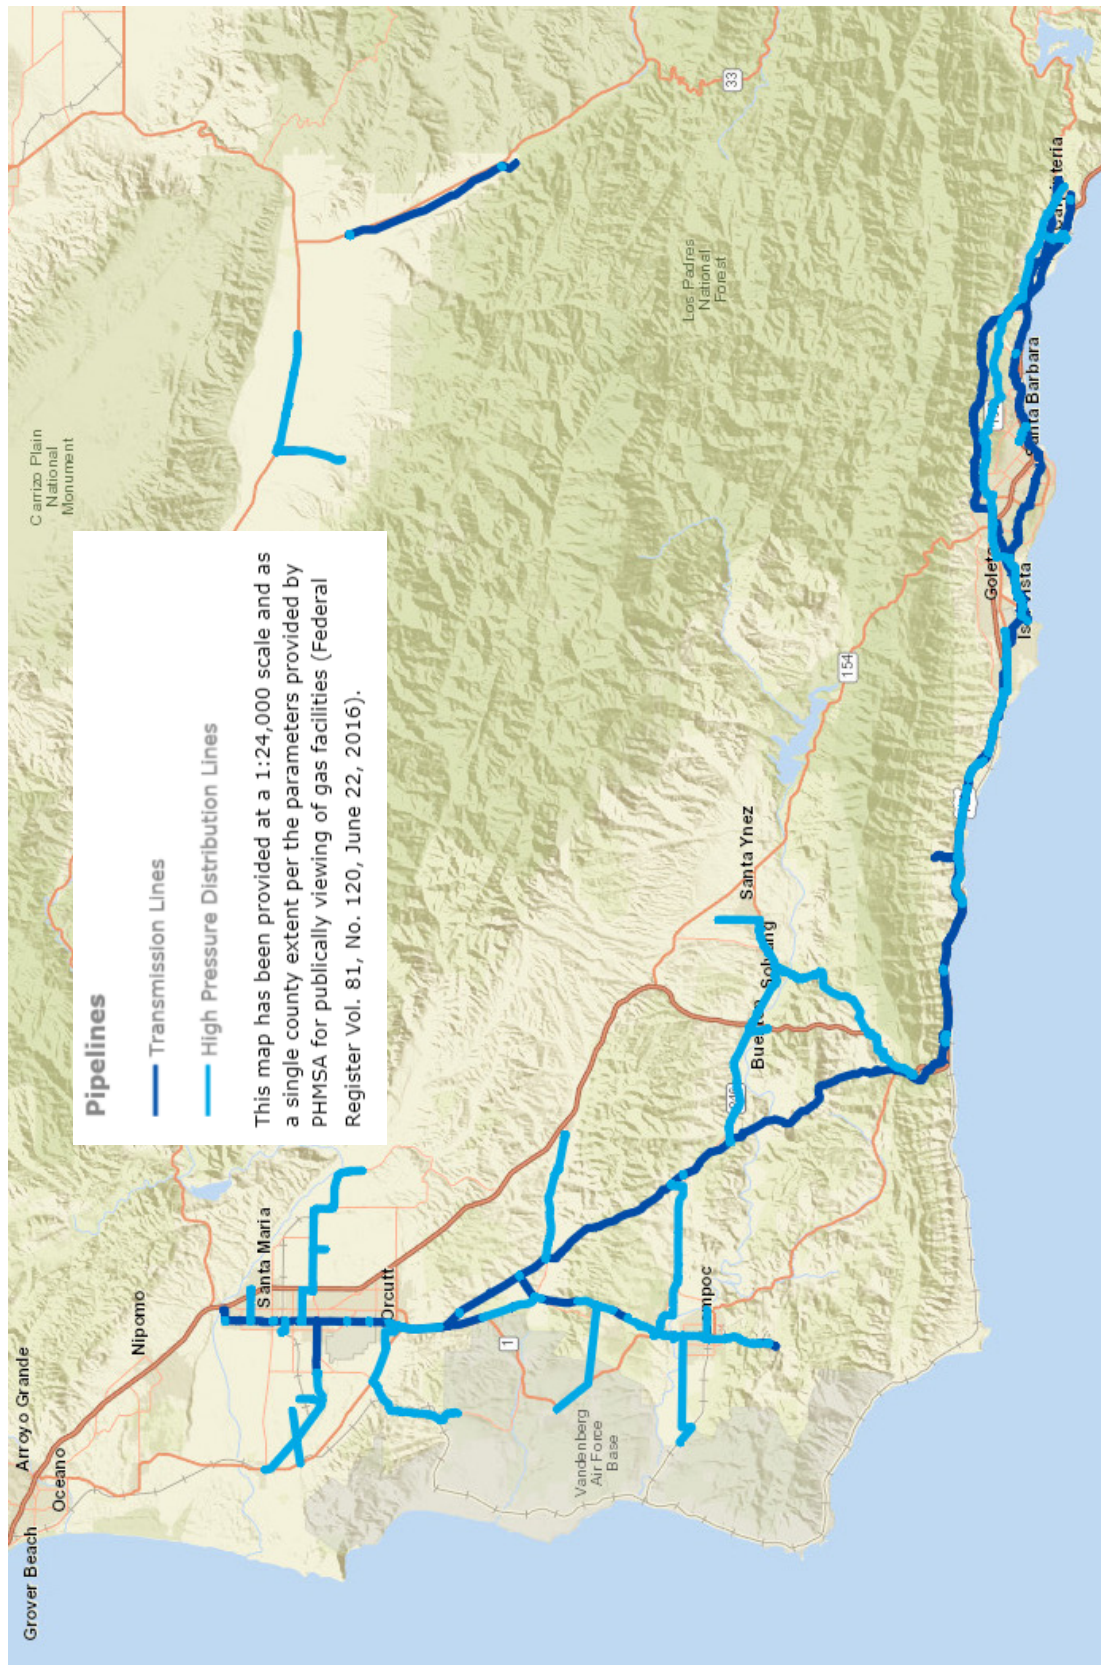 Pipelines
Transmission Lines
High Pressure Distribution Lines
This map has been provided at a 1:24,000 scale and as
a single county extent per the parameters provided by
PHMSA for publically viewing of gas facilities (Federal
Register Vol. 81, No. 120, June 22, 2016).
Grover Beach
Arroyo Grande
Oceano
Nipomo
Santa Maria
Orcutt
1
Vandenberg
Air Force
Base
Santa Ynez
154
Carrizo Plain
National
Monument
Los Padres
National
Forest
33